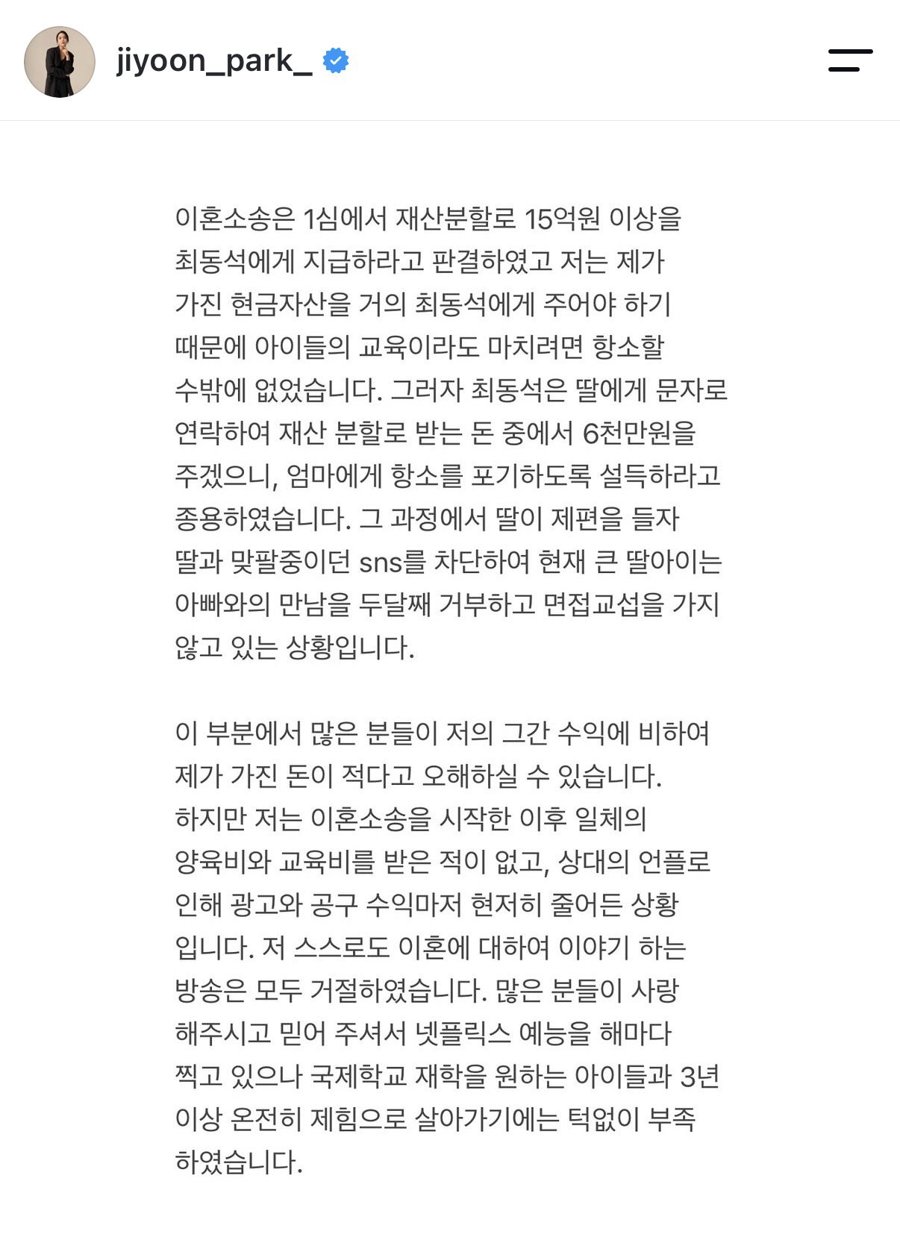 jiyoon_park_
이혼소송은 1심에서 재산분할로 15억원 이상을
최동석에게 지급하라고 판결하였고 저는 제가
가진 현금자산을 거의 최동석에게 주어야 하기
때문에 아이들의 교육이라도 마치려면 항소할
수밖에 없었습니다. 그러자 최동석은 딸에게 문자로
연락하여 재산 분할로 받는 돈 중에서 6천만원을
주겠으니, 엄마에게 항소를 포기하도록 설득하라고
종용하였습니다. 그 과정에서 딸이 제편을 들자
딸과 맞팔중이던 sns를 차단하여 현재 큰 딸아이는
아빠와의 만남을 두달째 거부하고 면접교섭을 가지
않고 있는 상황입니다.
이 부분에서 많은 분들이 저의 그간 수익에 비하여
제가 가진 돈이 적다고 오해하실 수 있습니다.
하지만 저는 이혼소송을 시작한 이후 일체의
양육비와 교육비를 받은 적이 없고, 상대의 언플로
인해 광고와 공구 수익마저 현저히 줄어든 상황
입니다. 저 스스로도 이혼에 대하여 이야기 하는
방송은 모두 거절하였습니다. 많은 분들이 사랑
해주시고 믿어 주셔서 넷플릭스 예능을 해마다
찍고 있으나 국제학교 재학을 원하는 아이들과 3년
이상 온전히 제힘으로 살아가기에는 턱없이 부족
하였습니다.